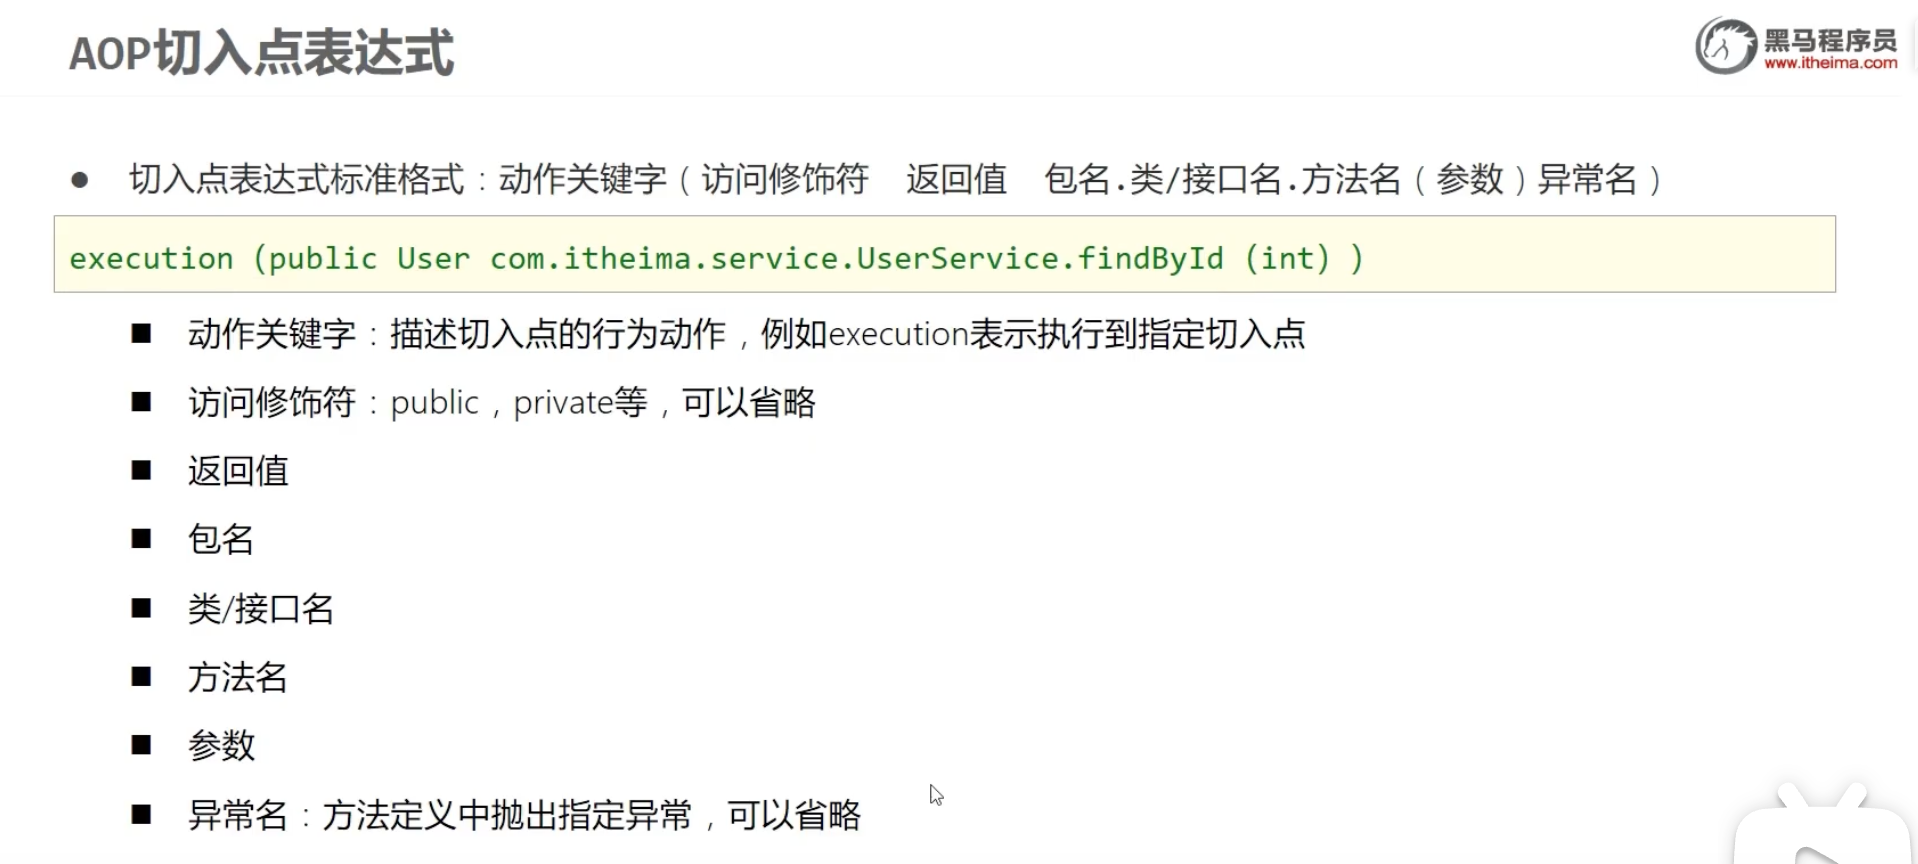 AOP切入点表达式
黑马程序员
www.itheima.com
切入点表达式标准格式：动作关键字（访问修饰符 返回值 包名.类/接口名.方法名（参数）异常名）
execution (public User com.itheima.service.UserService.findById (int) )
动作关键字：描述切入点的行为动作，例如execution表示执行到指定切入点
访问修饰符：public，private等，可以省略
返回值
包名
类/接口名
方法名
参数
异常名：方法定义中抛出指定异常，可以省略